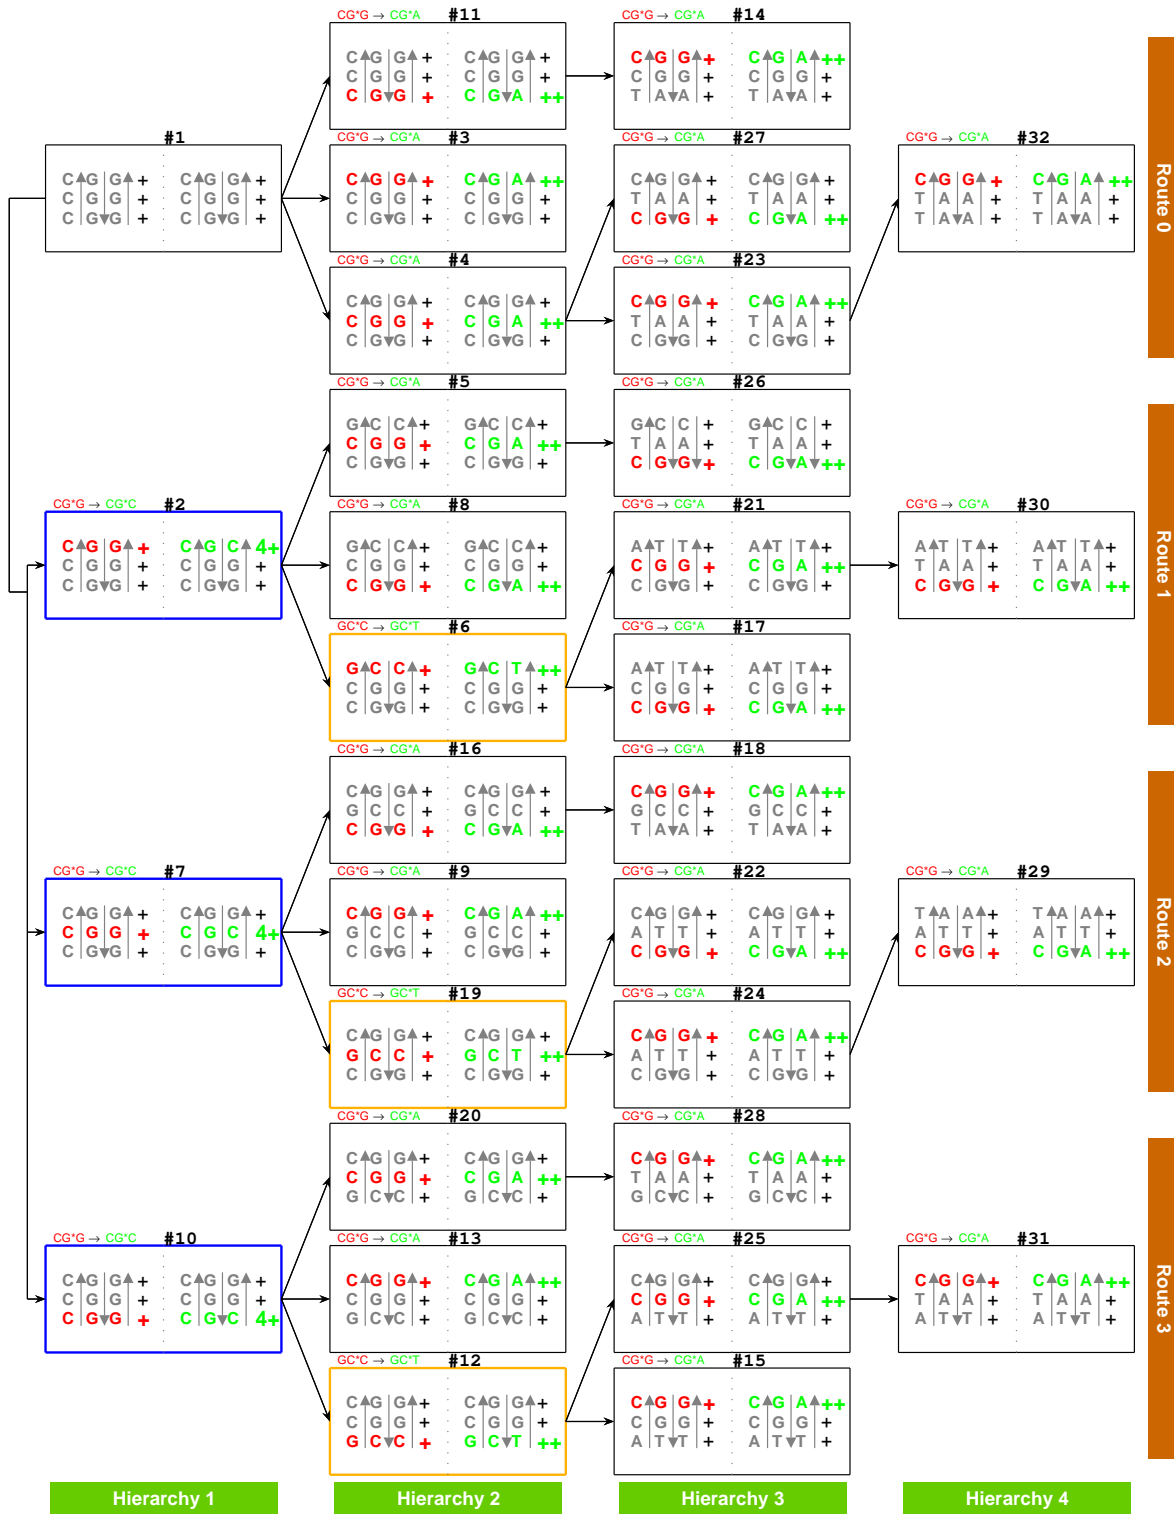 CG*G → CG*A #11
C G G + C G G +
C G G + C G G +
C G G + C G A ++
CG*G → CG*A #14
C G G + C G A ++
C G G + C G G +
T A A + T A A +
#1
C G G + C G G +
C G G + C G G +
C G G + C G G +
CG*G → CG*A #3
C G G + C G A ++
C G G + C G G +
C G G + C G G +
CG*G → CG*A #27
C G G + C G G +
T A A + T A A +
C G G + C G A ++
CG*G → CG*A #32
C G G + C G A ++
T A A + T A A +
T A A + T A A +
CG*G → CG*A #4
C G G + C G G +
C G G + C G A ++
C G G + C G G +
CG*G → CG*A #23
C G G + C G A ++
T A A + T A A +
C G G + C G G +
Route 0
CG*G → CG*A #5
G C C + G C C +
C G G + C G A ++
C G G + C G G +
CG*G → CG*A #26
G C C + G C C +
T A A + T A A +
C G G + C G A ++
CG*G → CG*C #2
C G G + C G C 4+
C G G + C G G +
C G G + C G G +
CG*G → CG*A #8
G C C + G C C +
C G G + C G G +
C G G + C G A ++
CG*G → CG*A #21
A T T + A T T +
C G G + C G A ++
C G G + C G G +
CG*G → CG*A #30
A T T + A T T +
T A A + T A A +
C G G + C G A ++
GC*C → GC*T #6
G C C + G C T ++
C G G + C G G +
C G G + C G G +
CG*G → CG*A #17
A T T + A T T +
C G G + C G G +
C G G + C G A ++
Route 1
CG*G → CG*A #16
C G G + C G G +
G C C + G C C +
C G G + C G A ++
CG*G → CG*A #18
C G G + C G A ++
G C C + G C C +
T A A + T A A +
CG*G → CG*C #7
C G G + C G G +
C G G + C G C 4+
C G G + C G G +
CG*G → CG*A #9
C G G + C G A ++
G C C + G C C +
C G G + C G G +
CG*G → CG*A #22
C G G + C G G +
A T T + A T T +
C G G + C G A ++
CG*G → CG*A #29
T A A + T A A +
A T T + A T T +
C G G + C G A ++
GC*C → GC*T #19
C G G + C G G +
G C C + G C T ++
C G G + C G G +
CG*G → CG*A #24
C G G + C G A ++
A T T + A T T +
C G G + C G G +
Route 2
CG*G → CG*A #20
C G G + C G G +
C G G + C G A ++
G C C + G C C +
CG*G → CG*A #28
C G G + C G A ++
T A A + T A A +
G C C + G C C +
CG*G → CG*C #10
C G G + C G G +
C G G + C G G +
C G G + C G C 4+
CG*G → CG*A #13
C G G + C G A ++
C G G + C G G +
G C C + G C C +
CG*G → CG*A #25
C G G + C G G +
C G G + C G A ++
A T T + A T T +
CG*G → CG*A #31
C G G + C G A ++
T A A + T A A +
A T T + A T T +
GC*C → GC*T #12
C G G + C G G +
C G G + C G G +
G C C + G C T ++
CG*G → CG*A #15
C G G + C G A ++
C G G + C G G +
A T T + A T T +
Route 3
Hierarchy 1
Hierarchy 2
Hierarchy 3
Hierarchy 4